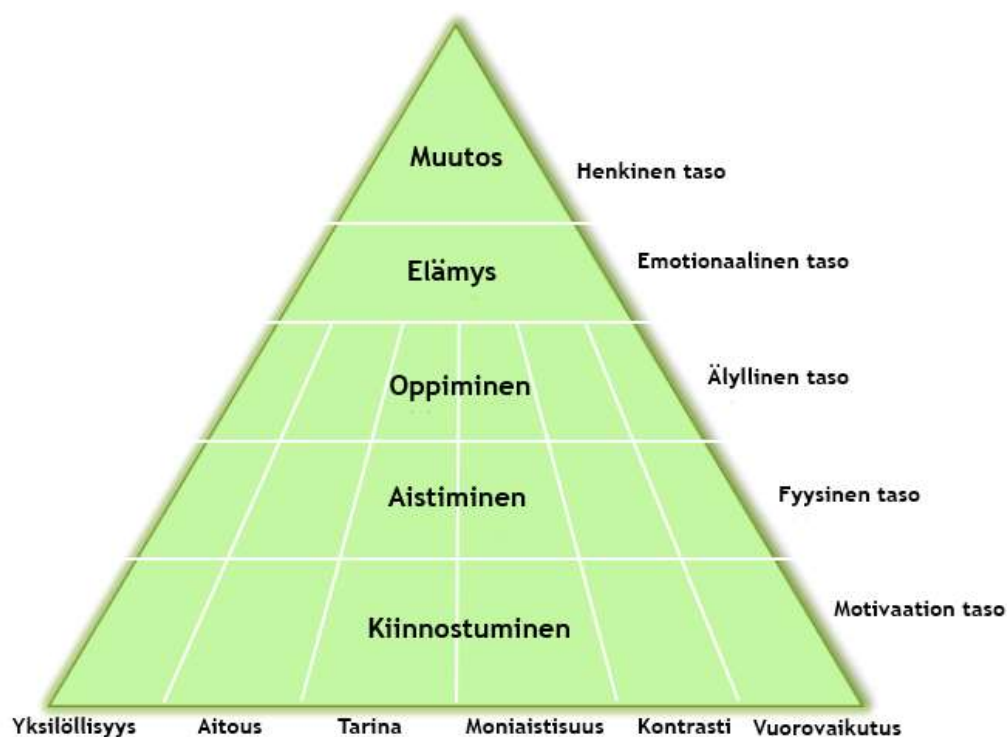 Muutos
Henkinen taso
Elämys
Emotionaalinen taso
Oppiminen
Älyllinen taso
Aistiminen
Fyysinen taso
Kiinnostuminen
Motivaation taso
Yksilöllisyys Aitous Tarina Moniaistisuus Kontrasti Vuorovaikutus